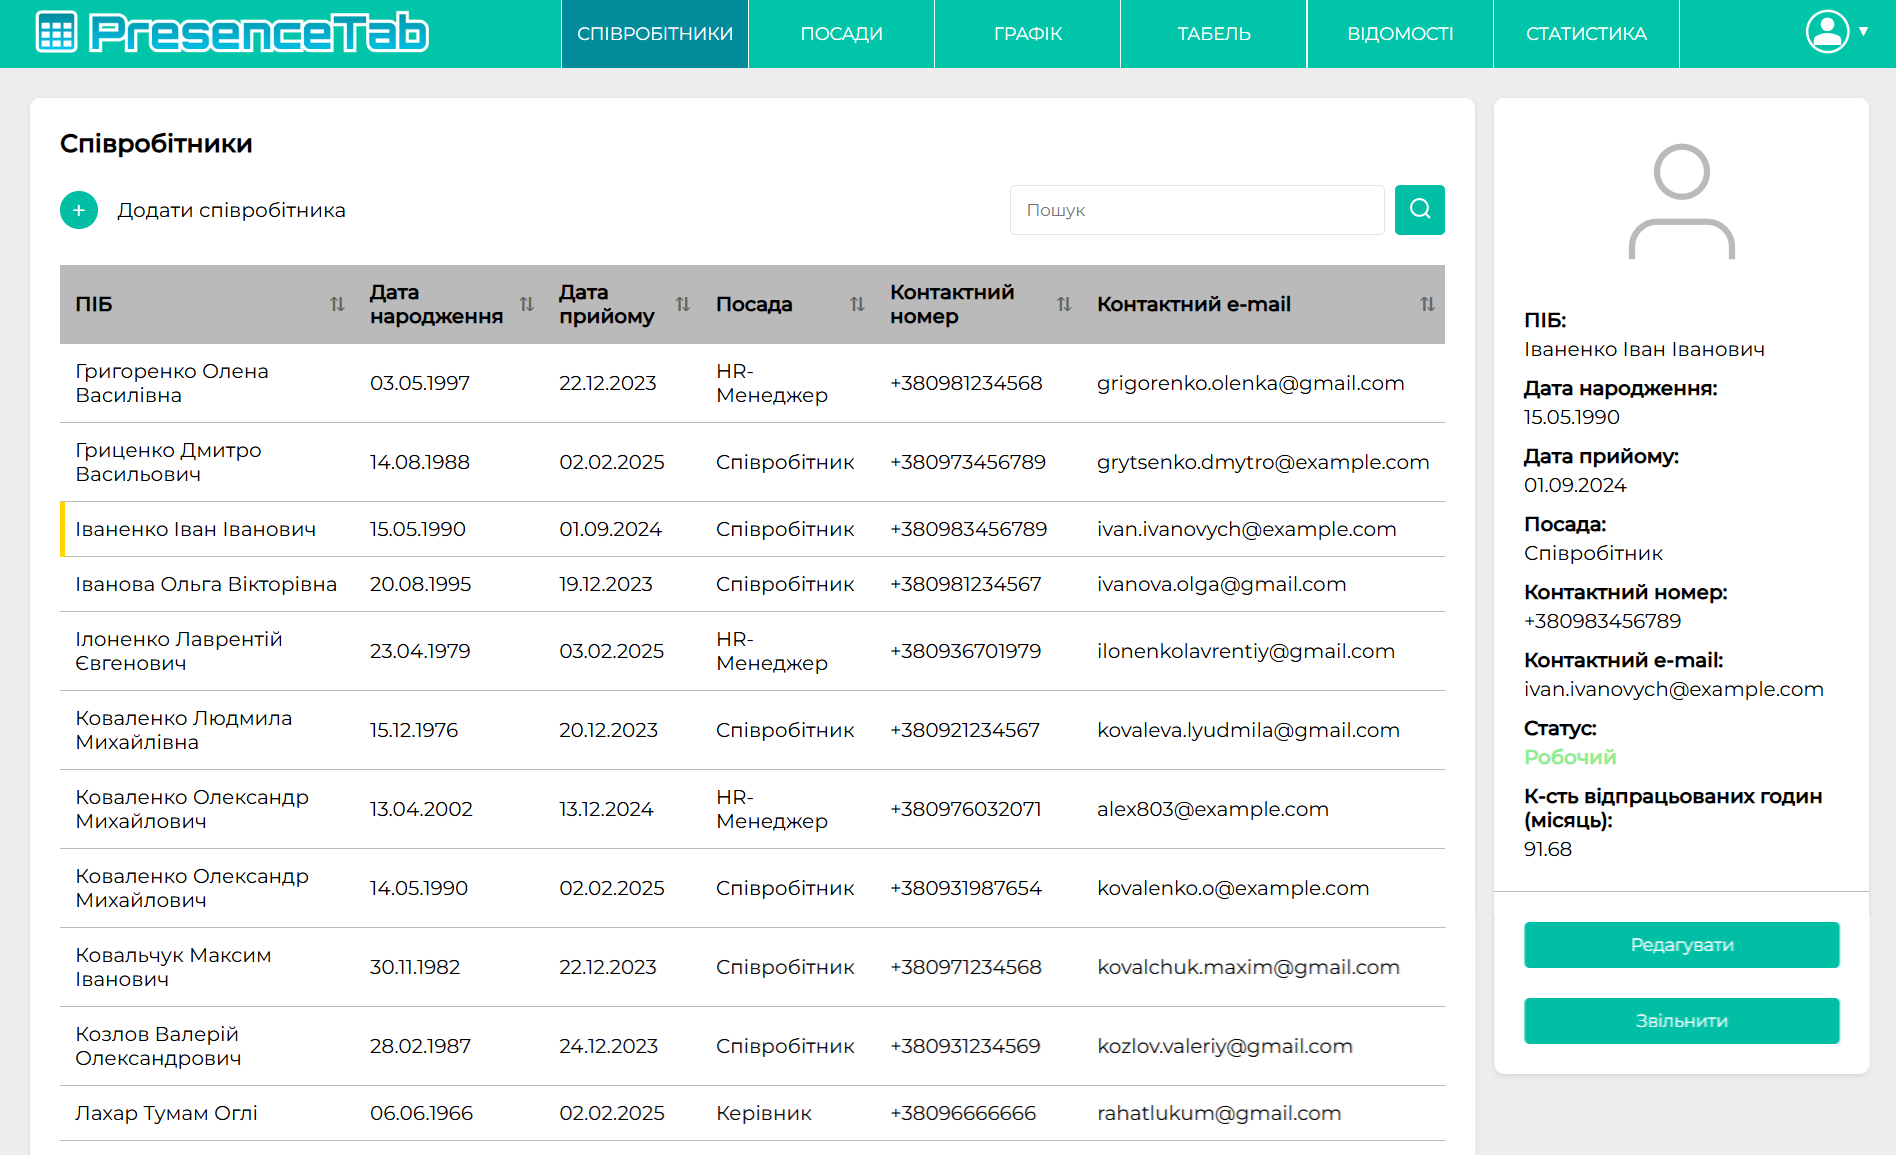 PresenceTab
СПІВРОБІТНИКИ
ПОСАДИ
ГРАФІК
ТАБЕЛЬ
ВІДОМОСТІ
СТАТИСТИКА
Співробітники
+ Додати співробітника
Пошук
ПІБ
Дата
народження
Дата
прийому
Посада
Контактний
номер
Контактний e-mail
Григоренко Олена
Василівна
03.05.1997
22.12.2023
HR-
Менеджер
+380981234568
grigorenko.olenka@gmail.com
Гриценко Дмитро
Васильович
14.08.1988
02.02.2025
Співробітник
+380973456789
grytsenko.dmytro@example.com
Іваненко Іван Іванович
15.05.1990
01.09.2024
Співробітник
+380983456789
ivan.ivanovych@example.com
Іванова Ольга Вікторівна
20.08.1995
19.12.2023
Співробітник
+380981234567
ivanova.olga@gmail.com
Ілоненко Лаврентій
Євгенович
23.04.1979
03.02.2025
HR-
Менеджер
+380936701979
ilonenkolavrentiy@gmail.com
Коваленко Людмила
Михайлівна
15.12.1976
20.12.2023
Співробітник
+380921234567
kovaleva.lyudmila@gmail.com
Коваленко Олександр
Михайлович
13.04.2002
13.12.2024
HR-
Менеджер
+380976032071
alex803@example.com
Коваленко Олександр
Михайлович
14.05.1990
02.02.2025
Співробітник
+380931987654
kovalenko.o@example.com
Ковальчук Максим
Іванович
30.11.1982
22.12.2023
Співробітник
+380971234568
kovalchuk.maxim@gmail.com
Козлов Валерій
Олександрович
28.02.1987
24.12.2023
Співробітник
+380931234569
kozlov.valeriy@gmail.com
Лахар Тумам Оглі
06.06.1966
02.02.2025
Керівник
+38096666666
rahatlukum@gmail.com
ПІБ:
Іваненко Іван Іванович
Дата народження:
15.05.1990
Дата прийому:
01.09.2024
Посада:
Співробітник
Контактний номер:
+380983456789
Контактний e-mail:
ivan.ivanovych@example.com
Статус:
Робочий
К-сть відпрацьованих годин
(місяць):
91.68
Редагувати
Звільнити